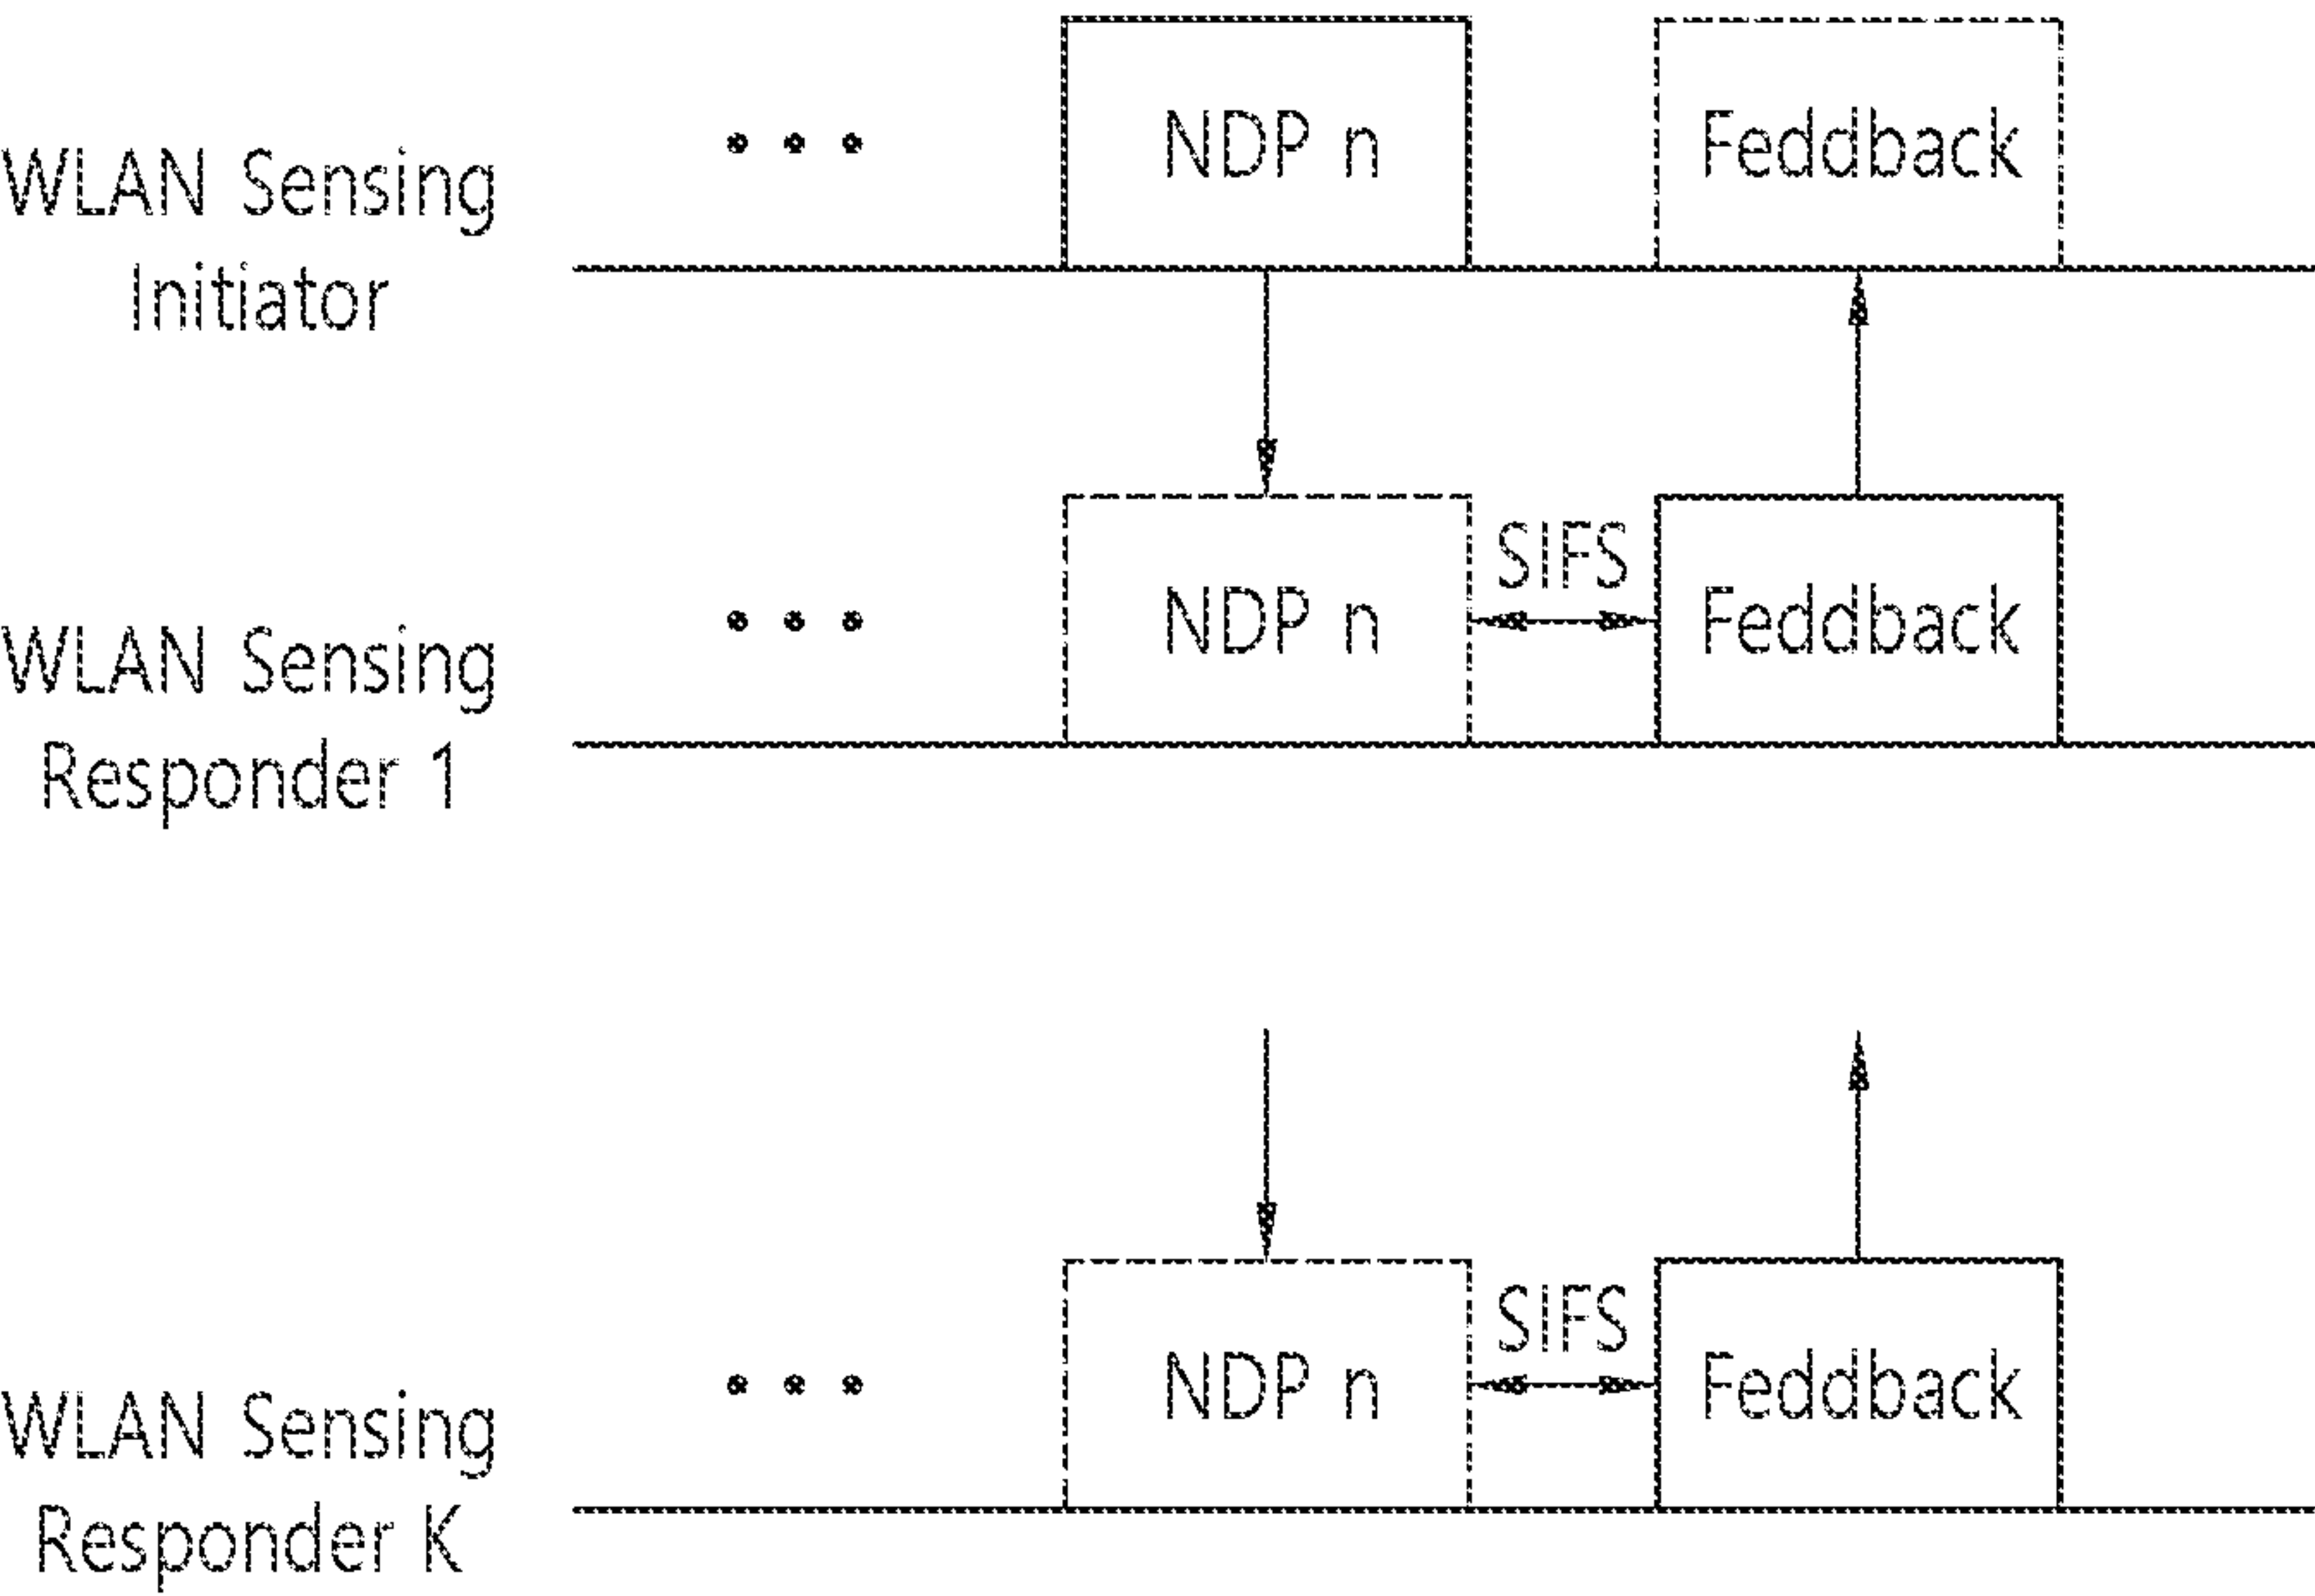 NDP n
Feddback
WLAN Sensing
Initiator
SIFS
NDP n
Feddback
WLAN Sensing
Responder 1
SIFS
NDP n
Feddback
WLAN Sensing
Responder K